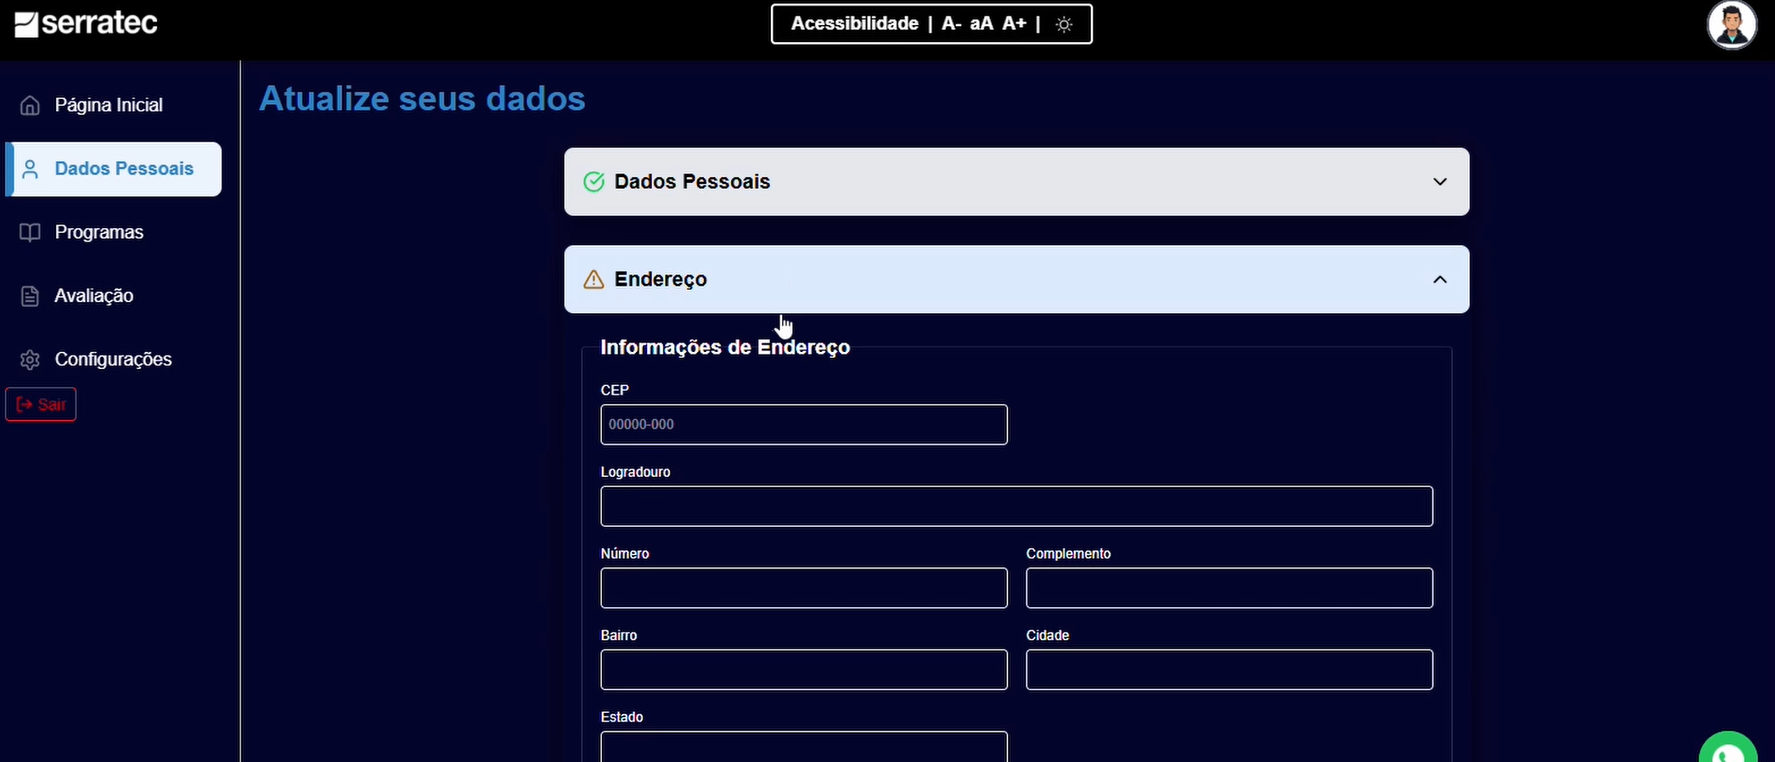 serratec
Acessibilidade | A- aA A+ |
Página Inicial
Dados Pessoais
Programas
Avaliação
Configurações
Sair
Atualize seus dados
Dados Pessoais
Endereço
Informações de Endereço
CEP
00000-000
Logradouro
Número
Complemento
Bairro
Cidade
Estado